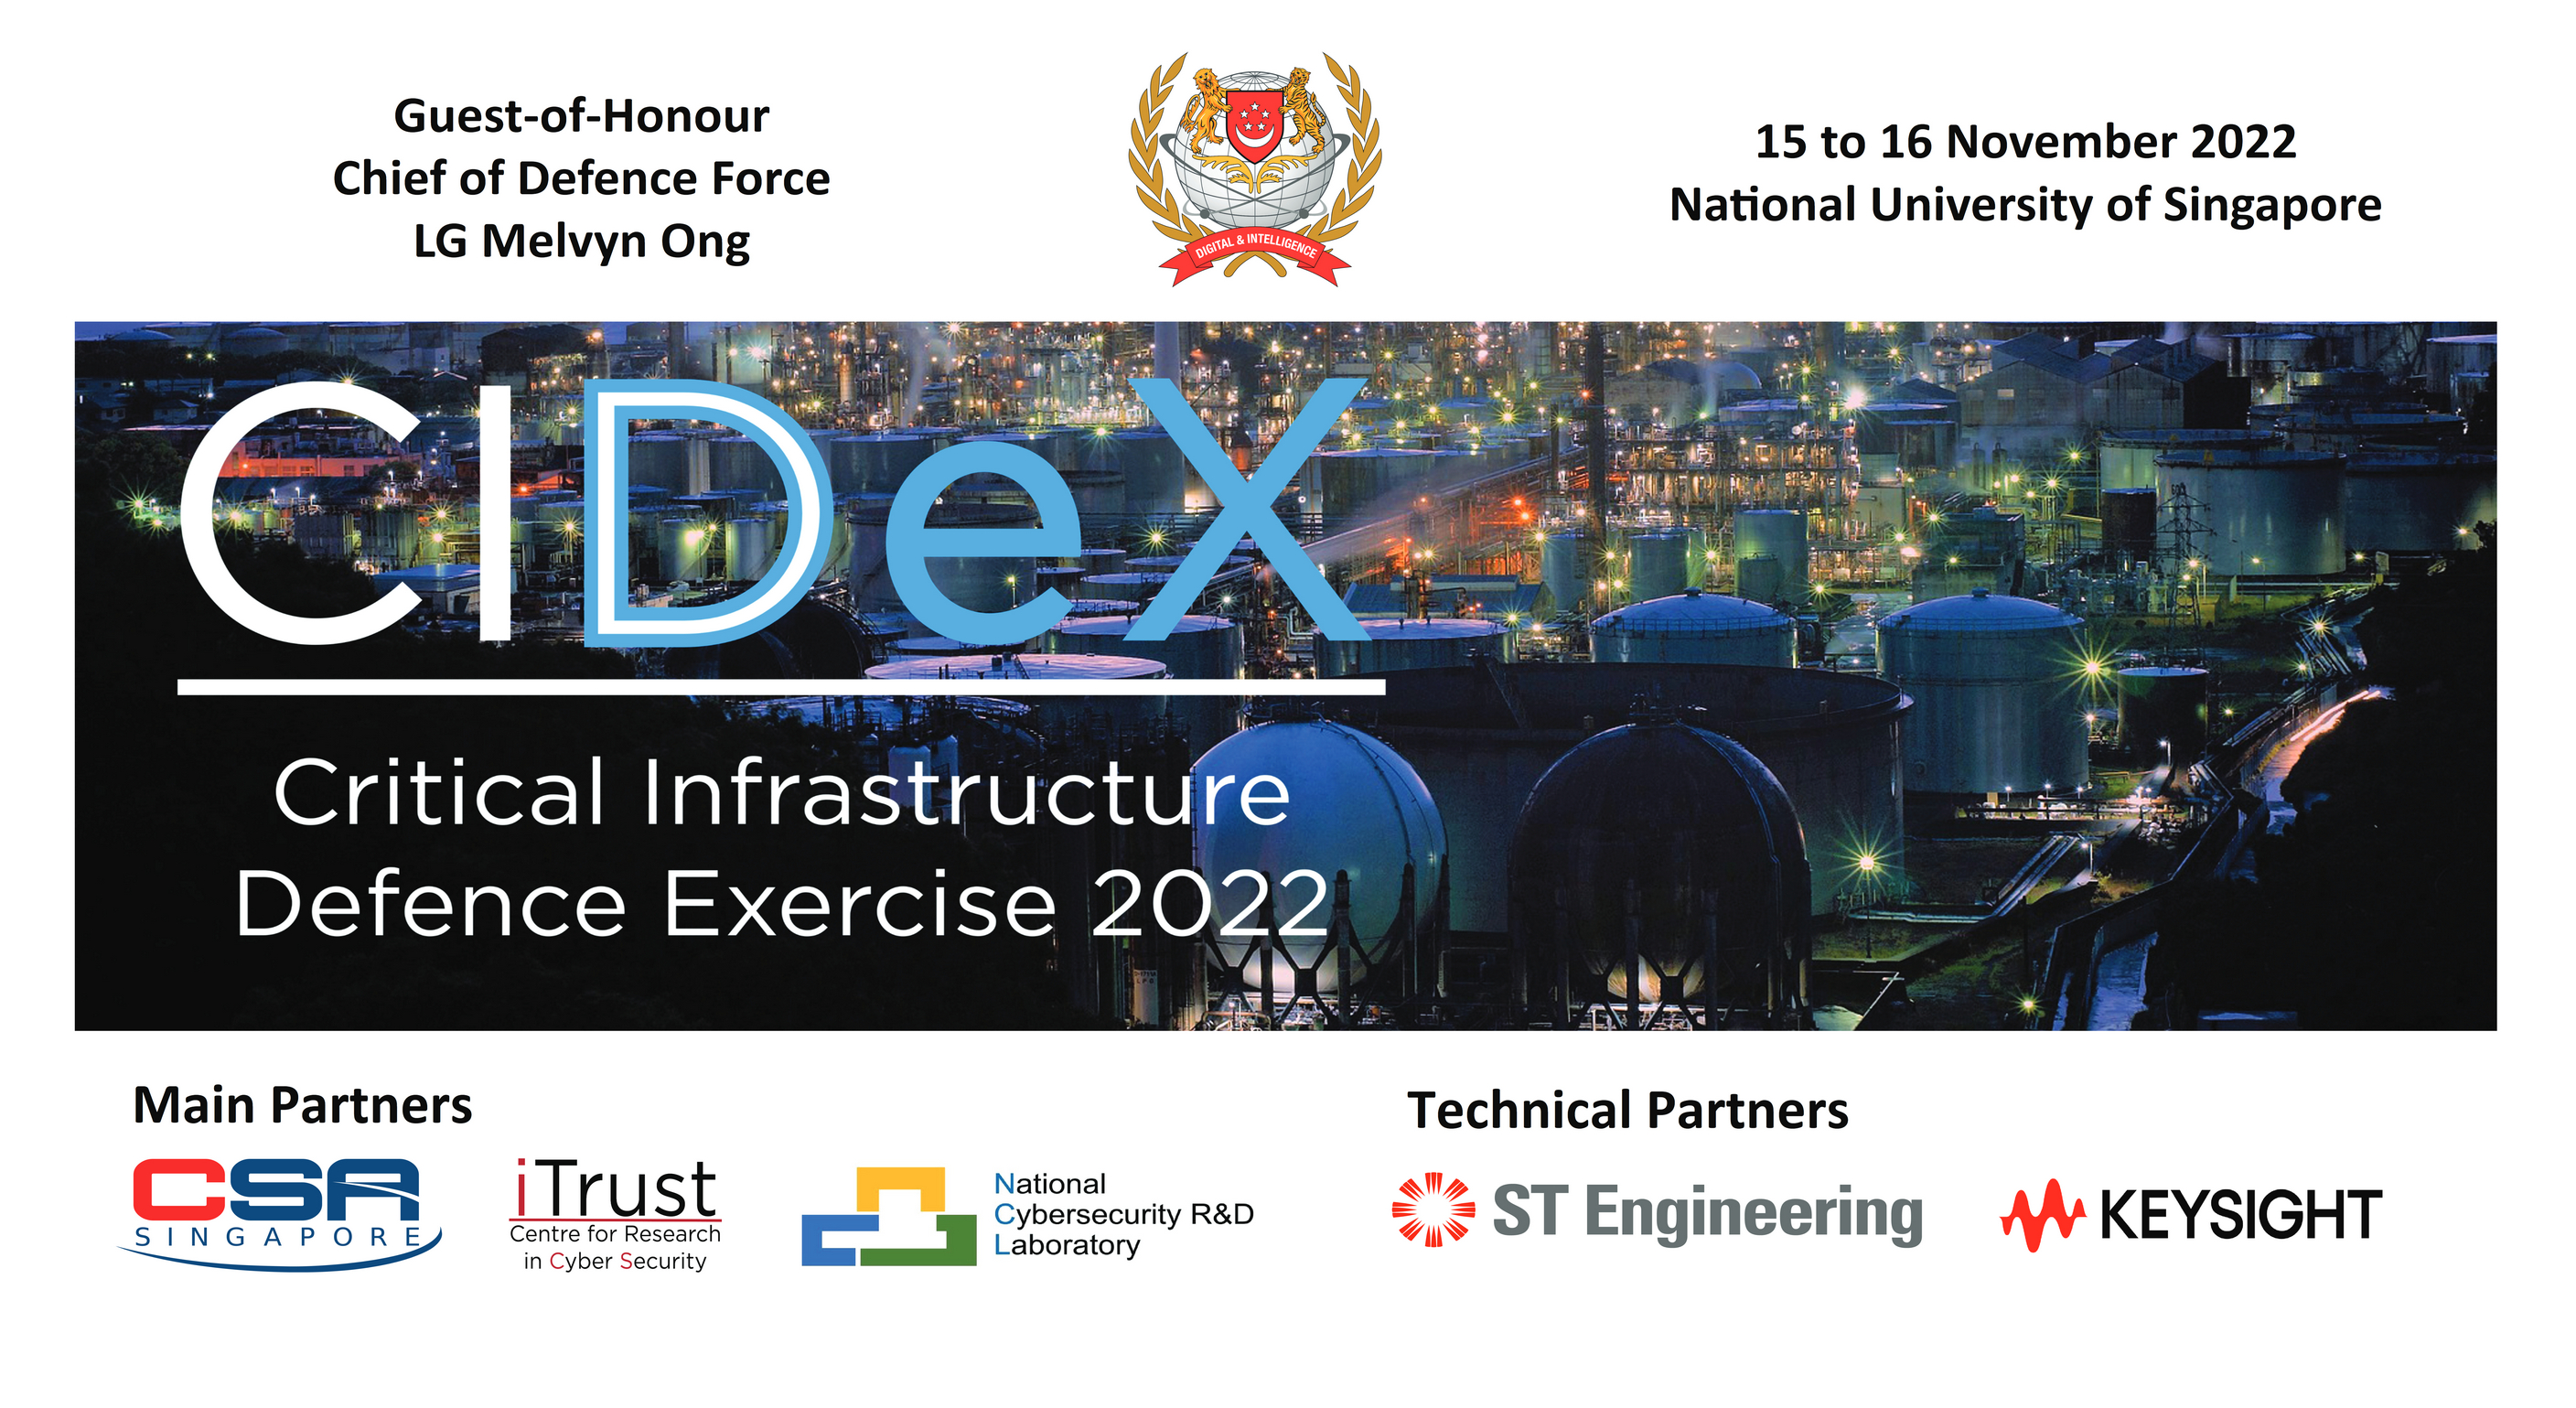 Guest-of-Honour
Chief of Defence Force
LG Melvyn Ong
DIGITAL & INTELLIGENCE
15 to 16 November 2022
National University of Singapore
CIDeX
Critical Infrastructure
Defence Exercise 2022
Main Partners
CSA
SINGAPORE
iTrust
Centre for Research
in Cyber Security
National
Cybersecurity R&D
Laboratory
Technical Partners
ST Engineering
KEYSIGHT